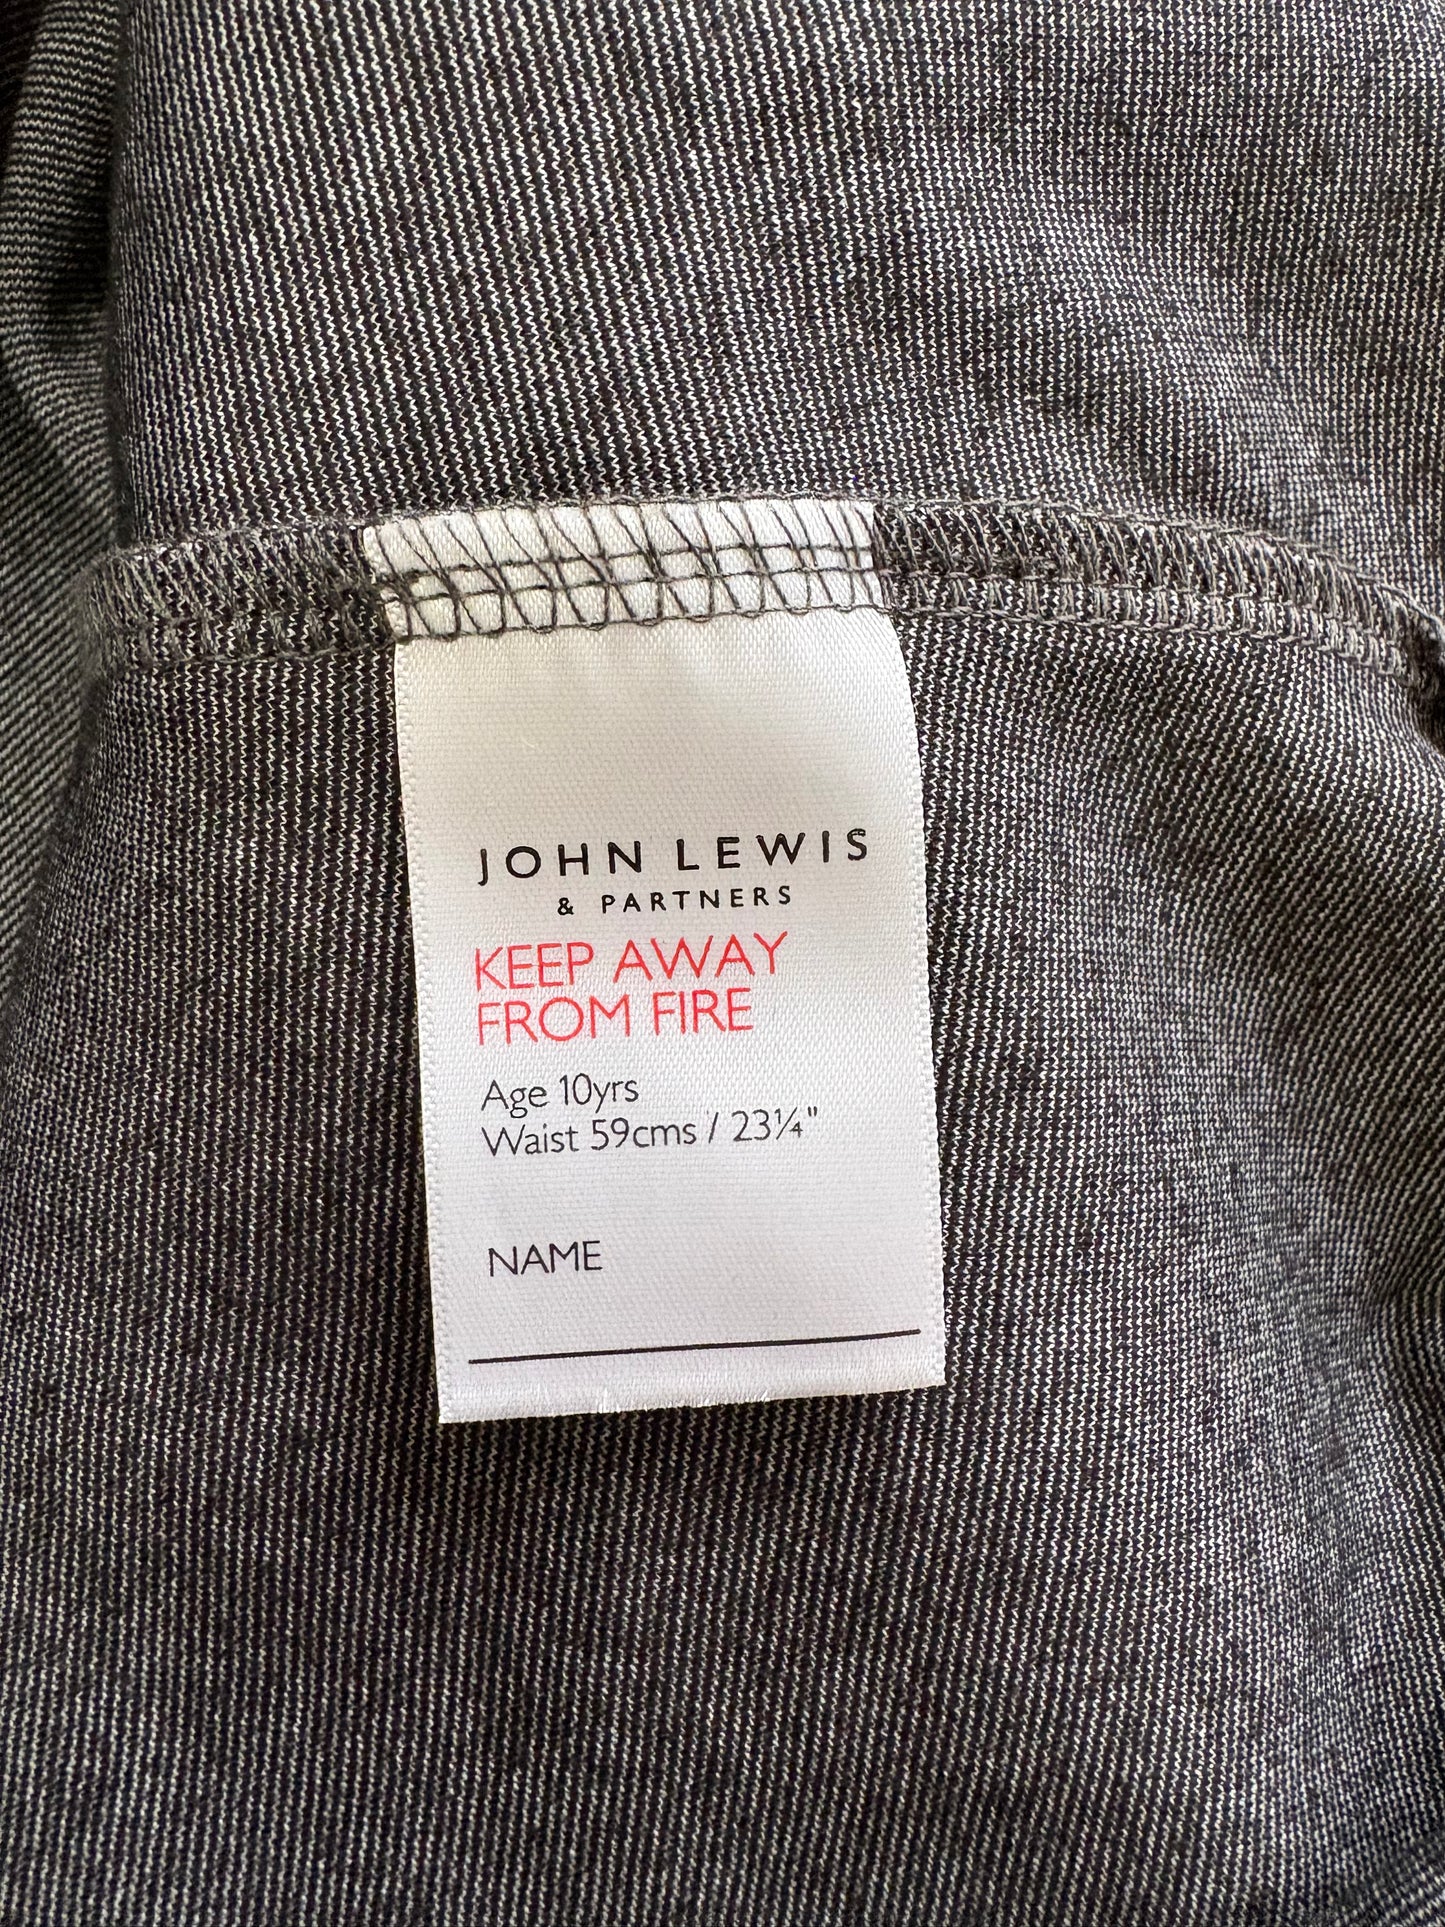 JOHN LEWIS
& PARTNERS
KEEP AWAY
FROM FIRE
Age 10yrs
Waist 59cms / 23¼"
NAME